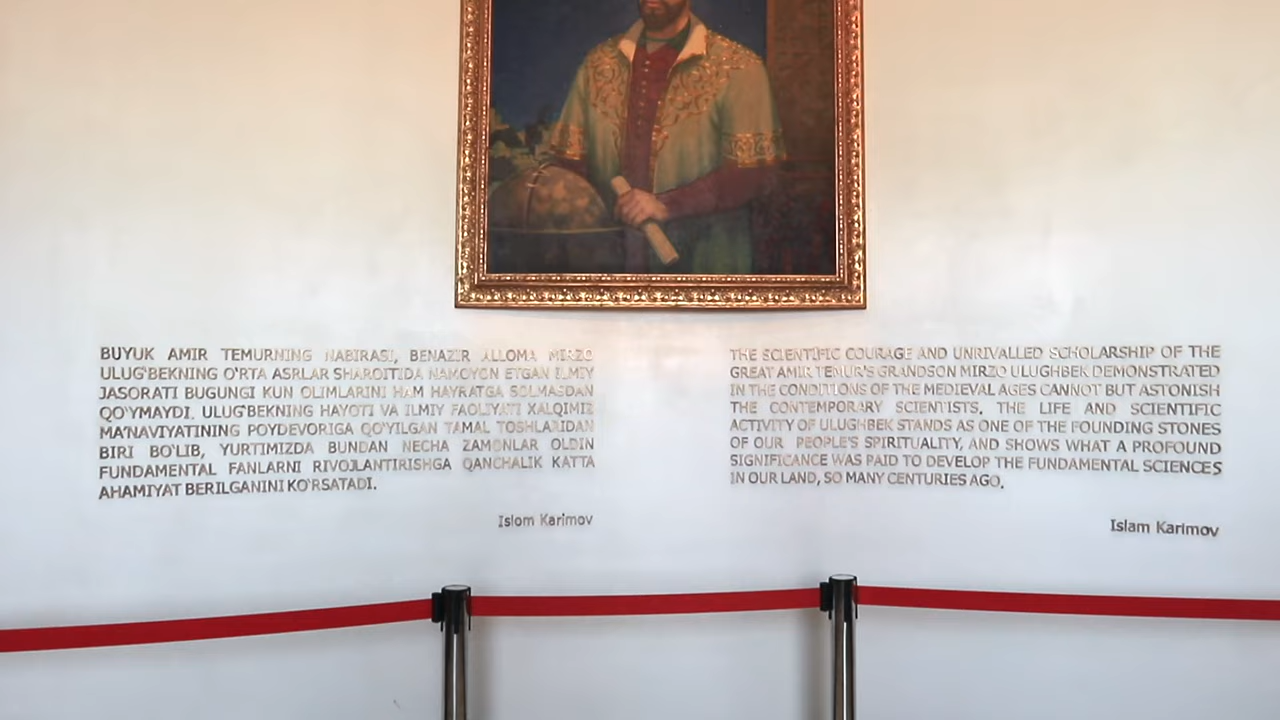 BUYUK AMIR TEMURNING NABIRASI, BENAZIR ALLOMA MIRZO
ULUG'BEKNING O'RTA ASRLAR SHAROITIDA NAMOYON ETGAN ILMIY
JASORATI BUGUNGI KUN OLIMLARINI HAM HAYRATGA SOLMASDAN
QO'YMAYDI. ULUG'BEKNING HAYOTI VA ILMIY FAOLIYATI XALQIMIZ
MA'NAVIYATINING POYDEVORIGA QO'YILGAN TAMAL TOSHLARIDAN
BIRI BO'LIB, YURTIMIZDA BUNDAN NECHA ZAMONLAR OLDIN
FUNDAMENTAL FANLARNI RIVOJLANTIRISHGA QANCHALIK KATTA
AHAMIYAT BERILGANINI KO'RSATADI.
Islom Karimov
THE SCIENTIFIC COURAGE AND UNRIVALLED SCHOLARSHIP OF THE
GREAT AMIR TEMUR'S GRANDSON MIRZO ULUGHBEK DEMONSTRATED
IN THE CONDITIONS OF THE MEDIEVAL AGES CANNOT BUT ASTONISH
THE CONTEMPORARY SCIENTISTS. THE LIFE AND SCIENTIFIC
ACTIVITY OF ULUGHBEK STANDS AS ONE OF THE FOUNDING STONES
OF OUR PEOPLE'S SPIRITUALITY, AND SHOWS WHAT A PROFOUND
SIGNIFICANCE WAS PAID TO DEVELOP THE FUNDAMENTAL SCIENCES
IN OUR LAND, SO MANY CENTURIES AGO.
Islam Karimov